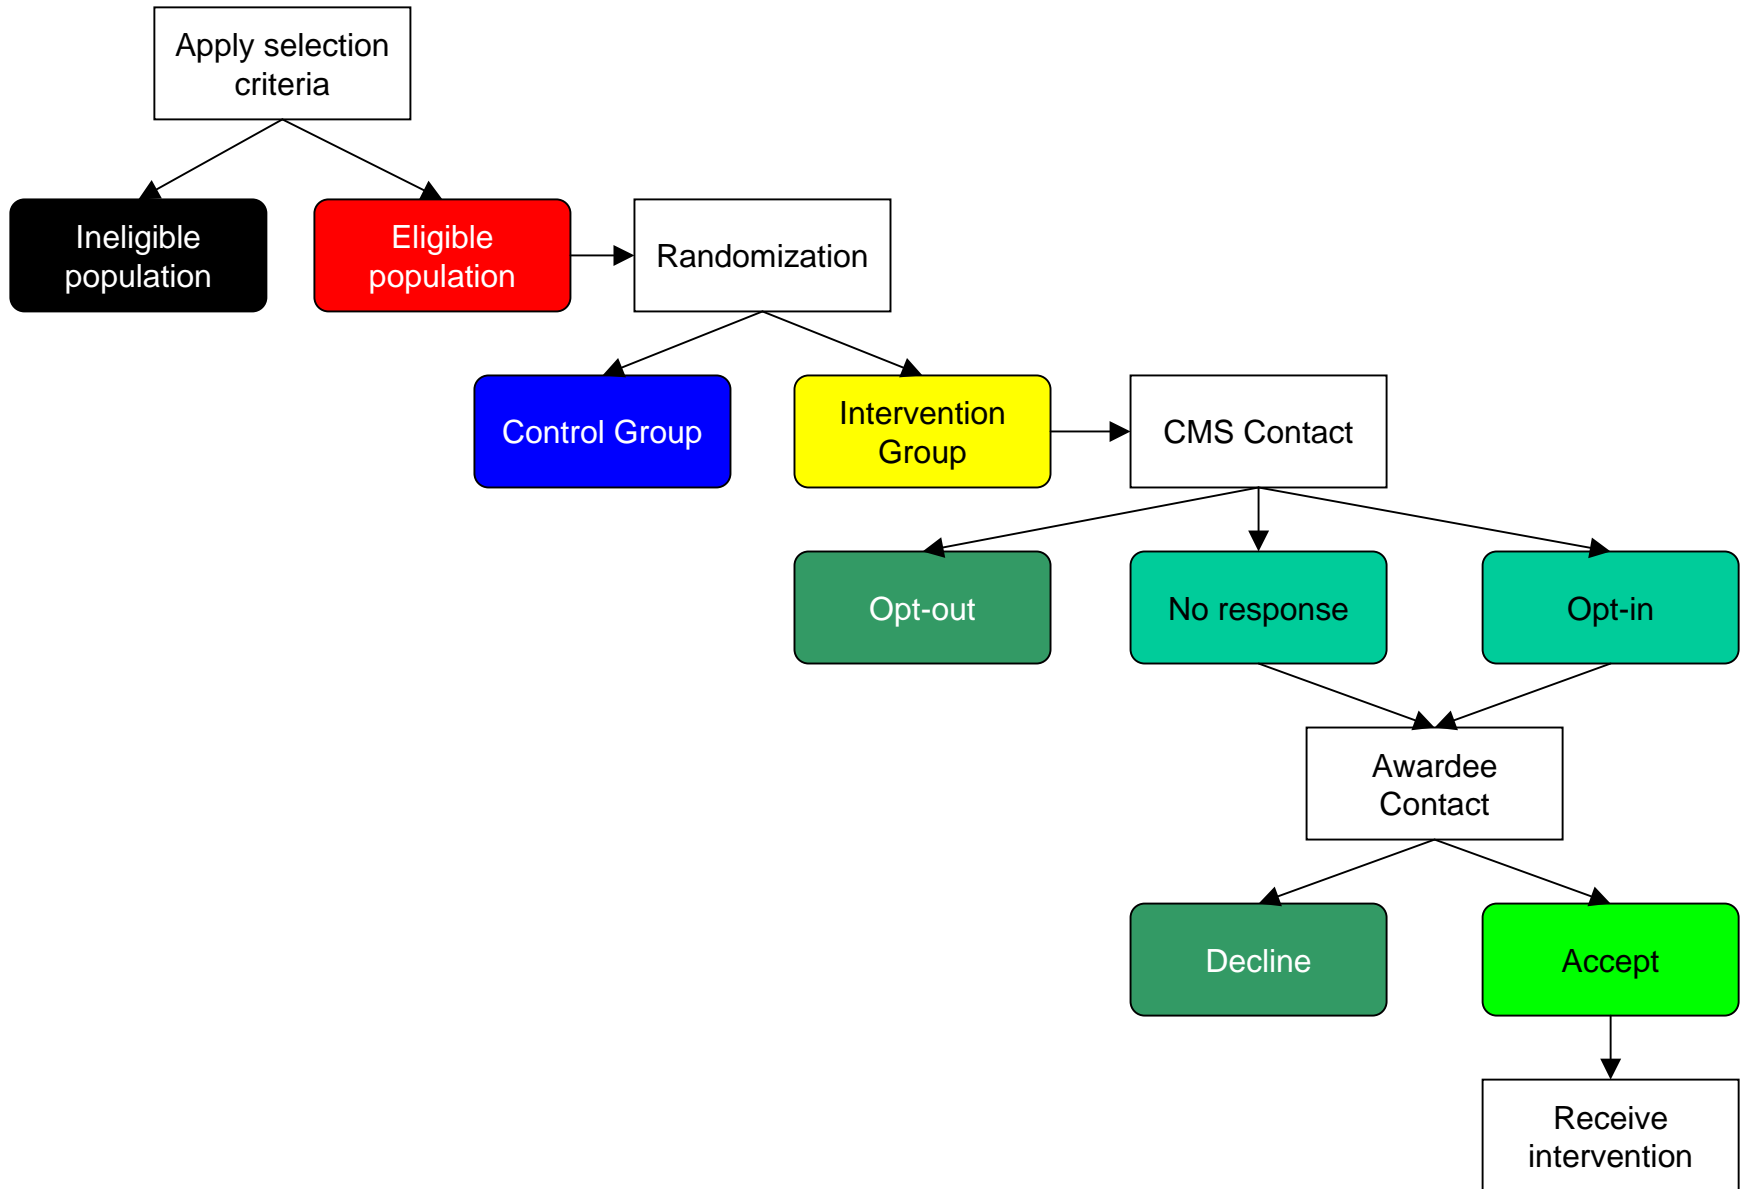 Apply selection
criteria
Ineligible
population
Eligible
population
Randomization
Control Group
Intervention
Group
CMS Contact
Opt-out
No response
Opt-in
Awardee
Contact
Decline
Accept
Receive
intervention